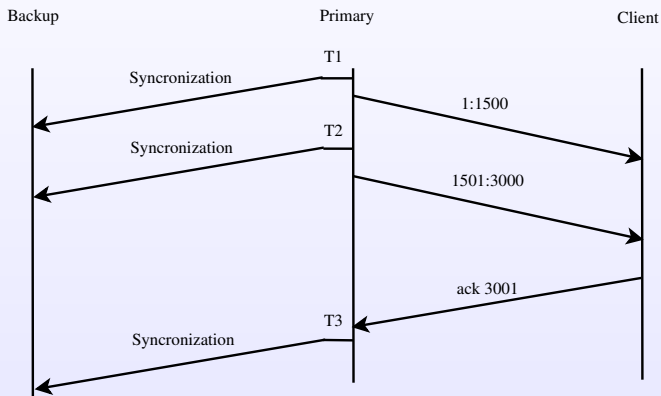 Backup
Primary
Client
T1
Syncronization
1:1500
T2
Syncronization
1501:3000
ack 3001
T3
Syncronization